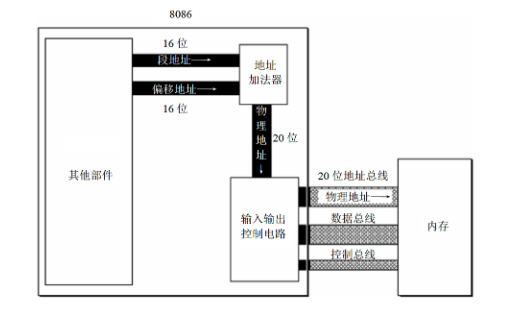 8086
16 位
段地址
偏移地址
16 位
地址
加法器
物
理
地
址
20 位
其他部件
输入输出
控制电路
20 位地址总线
物理地址
数据总线
控制总线
内存